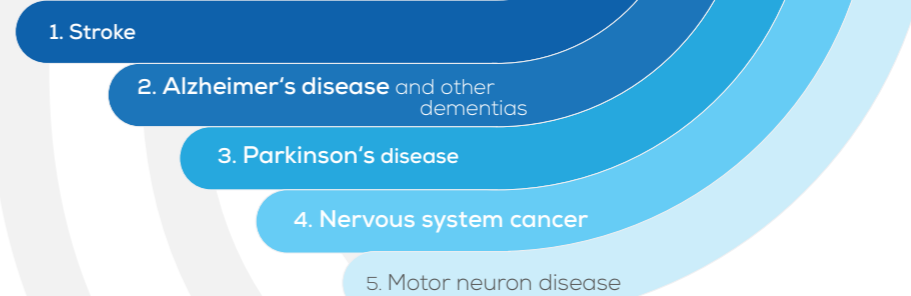 1. Stroke
2. Alzheimer‘s disease and other
dementias
3. Parkinson‘s disease
4. Nervous system cancer
5. Motor neuron disease